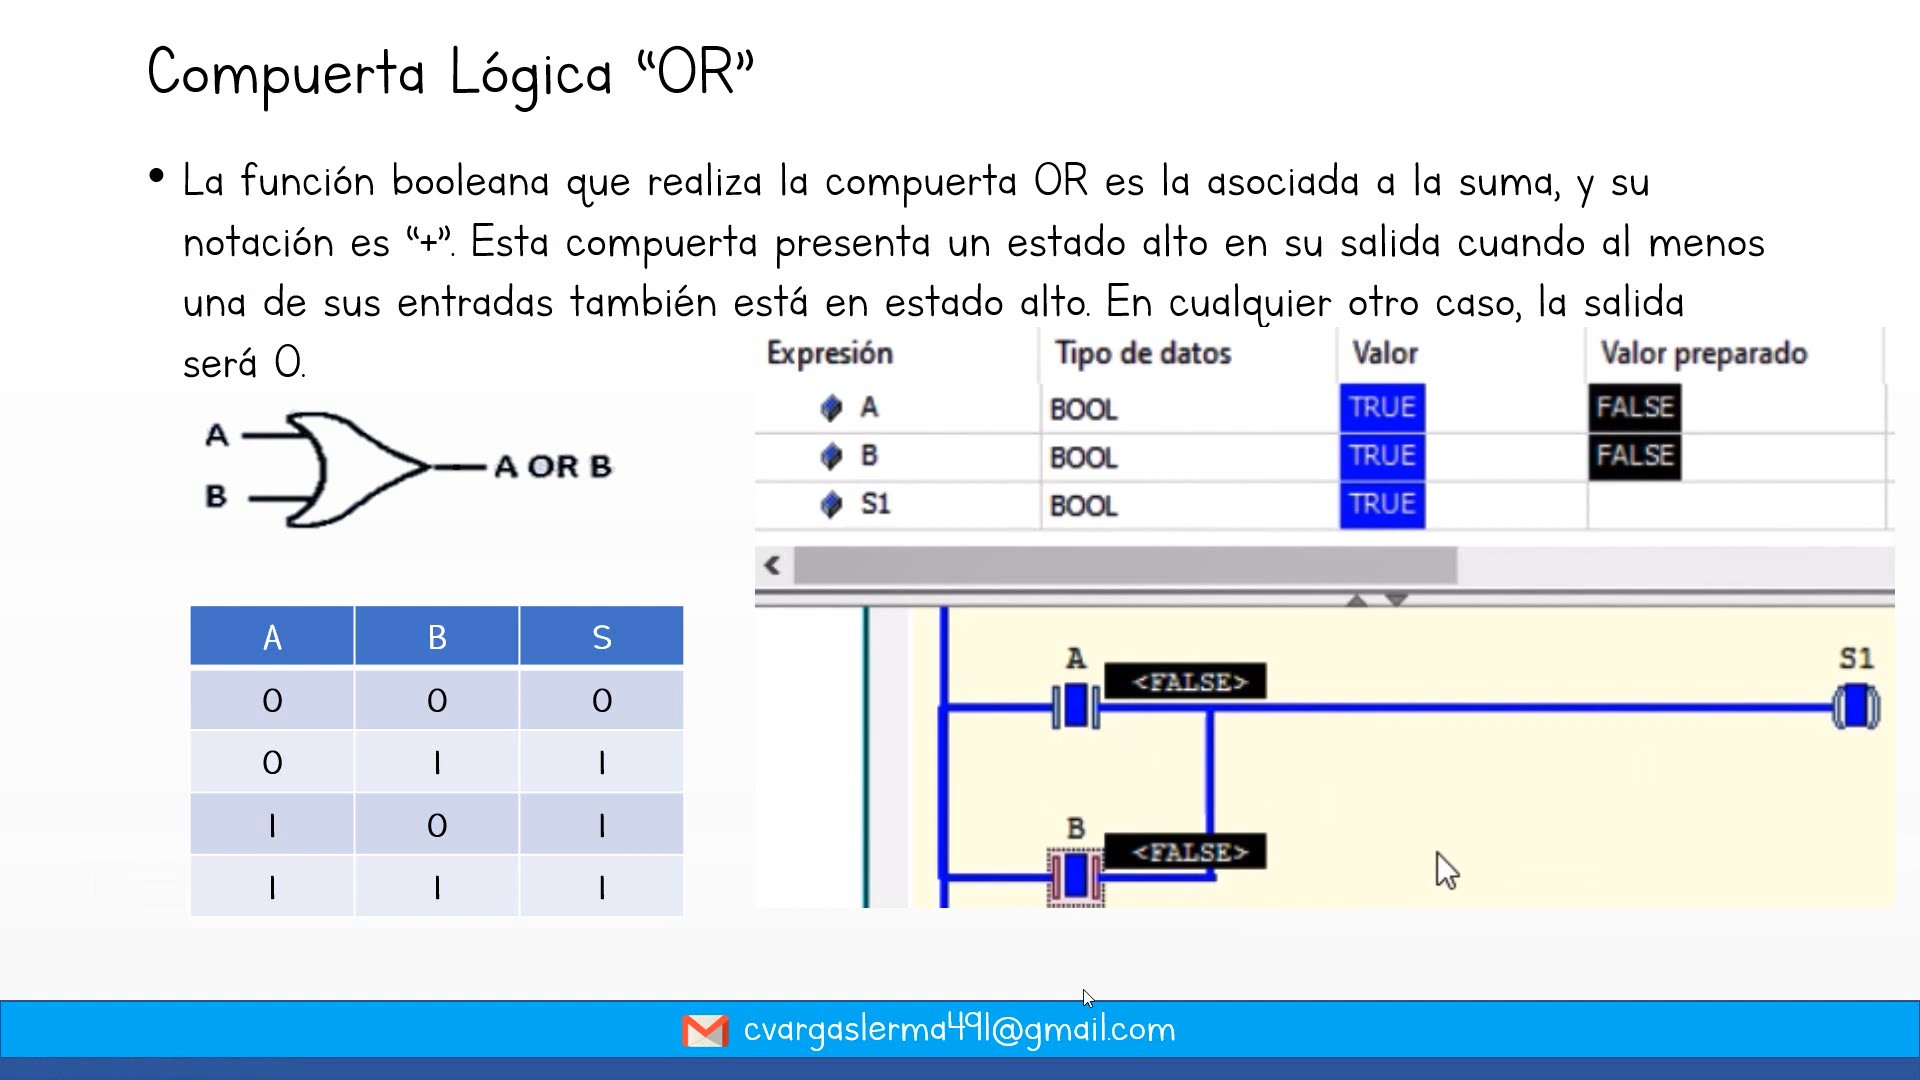 Compuerta Lógica “OR”
• La función booleana que realiza la compuerta OR es la asociada a la suma, y su
notación es “+”. Esta compuerta presenta un estado alto en su salida cuando al menos
una de sus entradas también está en estado alto. En cualquier otro caso, la salida
será 0.
A
B
A OR B
A B S
0 0 0
0 1 1
1 0 1
1 1 1
Expresión Tipo de datos Valor Valor preparado
A BOOL TRUE FALSE
B BOOL TRUE FALSE
S1 BOOL TRUE
A S1
<FALSE>
B
<FALSE>
cvargaslerma491@gmail.com